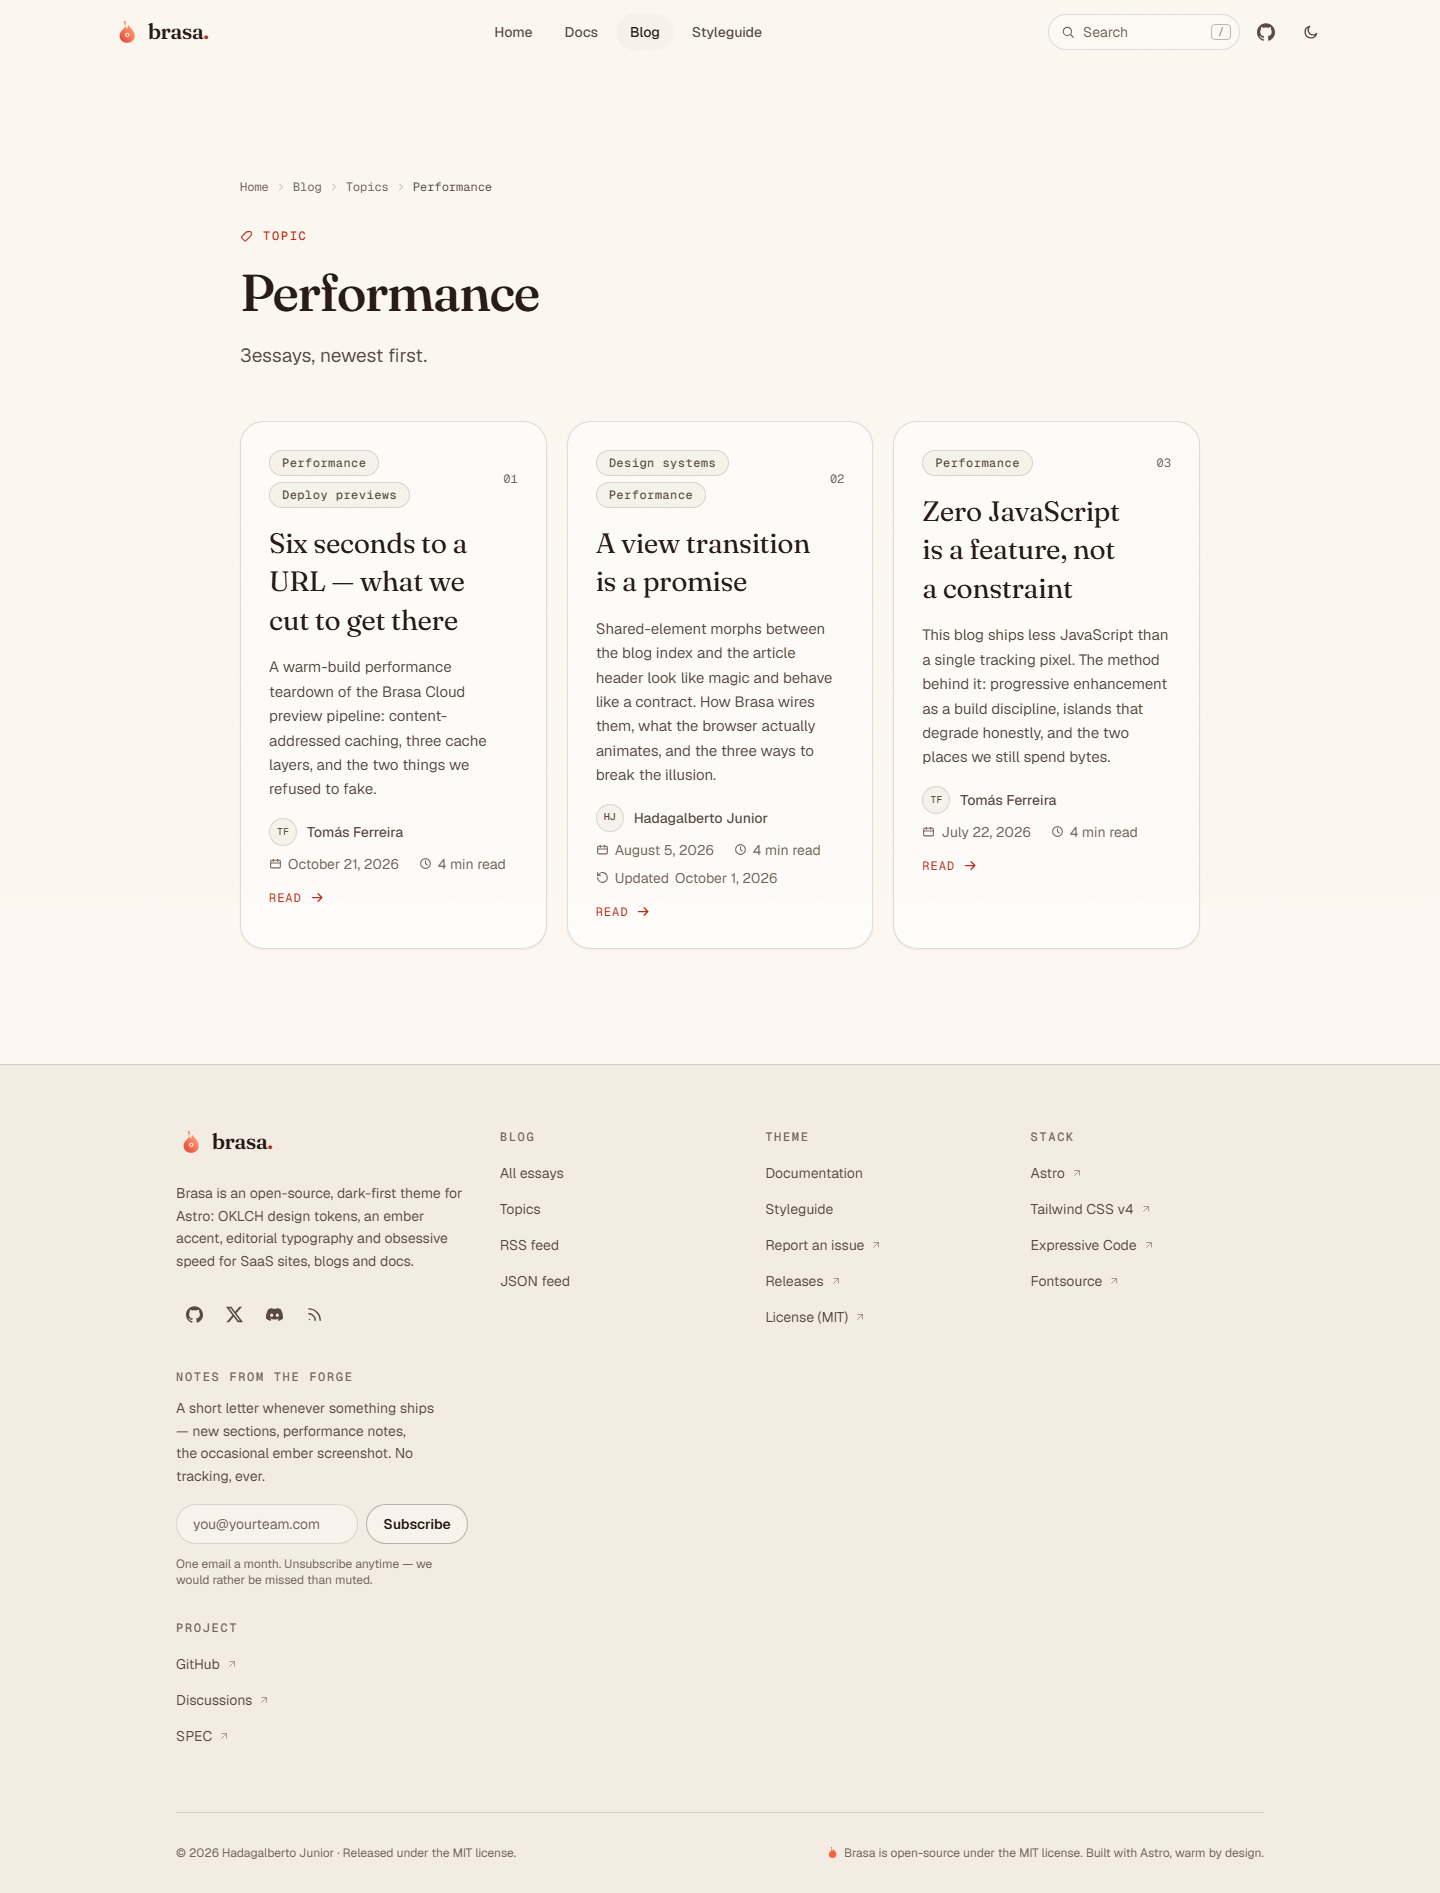 brasa.
Home
Docs
Blog
Styleguide
Search
/
Home
Blog
Topics
Performance
TOPIC
Performance
3essays, newest first.
Performance
Deploy previews
01
Six seconds to a
URL — what we
cut to get there
A warm-build performance
teardown of the Brasa Cloud
preview pipeline: content-
addressed caching, three cache
layers, and the two things we
refused to fake.
TF
Tomás Ferreira
October 21, 2026
4 min read
READ
Design systems
Performance
02
A view transition
is a promise
Shared-element morphs between
the blog index and the article
header look like magic and behave
like a contract. How Brasa wires
them, what the browser actually
animates, and the three ways to
break the illusion.
HJ
Hadagalberto Junior
August 5, 2026
4 min read
Updated October 1, 2026
READ
Performance
03
Zero JavaScript
is a feature, not
a constraint
This blog ships less JavaScript than
a single tracking pixel. The method
behind it: progressive enhancement
as a build discipline, islands that
degrade honestly, and the two
places we still spend bytes.
TF
Tomás Ferreira
July 22, 2026
4 min read
READ
brasa.
Brasa is an open-source, dark-first theme for
Astro: OKLCH design tokens, an ember
accent, editorial typography and obsessive
speed for SaaS sites, blogs and docs.
NOTES FROM THE FORGE
A short letter whenever something ships
— new sections, performance notes,
the occasional ember screenshot. No
tracking, ever.
you@yourteam.com
Subscribe
One email a month. Unsubscribe anytime — we
would rather be missed than muted.
BLOG
All essays
Topics
RSS feed
JSON feed
THEME
Documentation
Styleguide
Report an issue
Releases
License (MIT)
STACK
Astro
Tailwind CSS v4
Expressive Code
Fontsource
PROJECT
GitHub
Discussions
SPEC
© 2026 Hadagalberto Junior · Released under the MIT license.
Brasa is open-source under the MIT license. Built with Astro, warm by design.